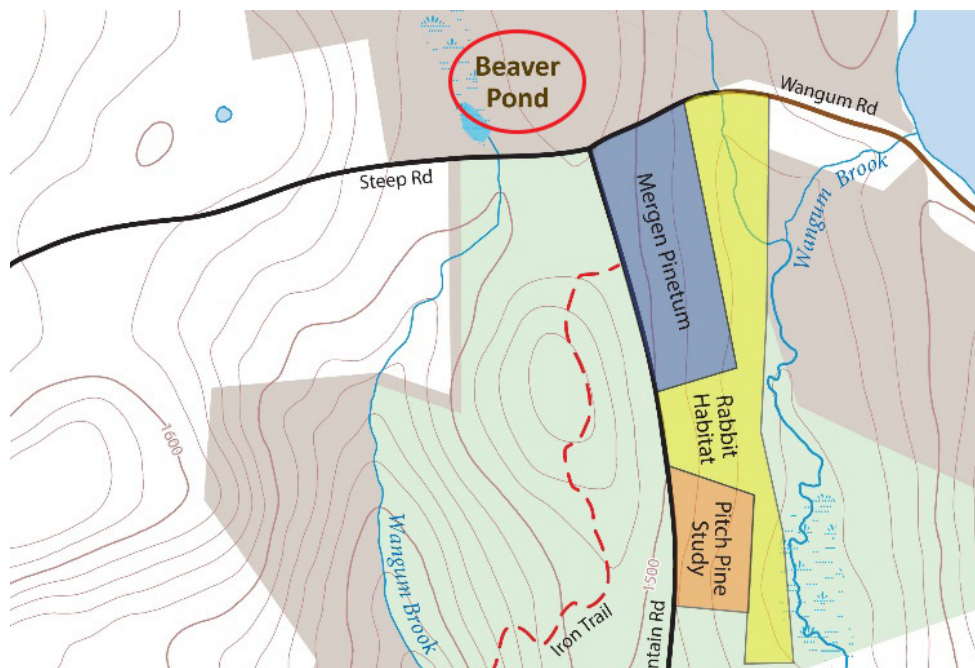 Beaver
Pond
Wangum Rd
Steep Rd
Wangum Brook
Mergen Pinetum
Rabbit
Habitat
1600
Pitch Pine
Study
Wangum Brook
1500
Iron Trail
ntain Rd